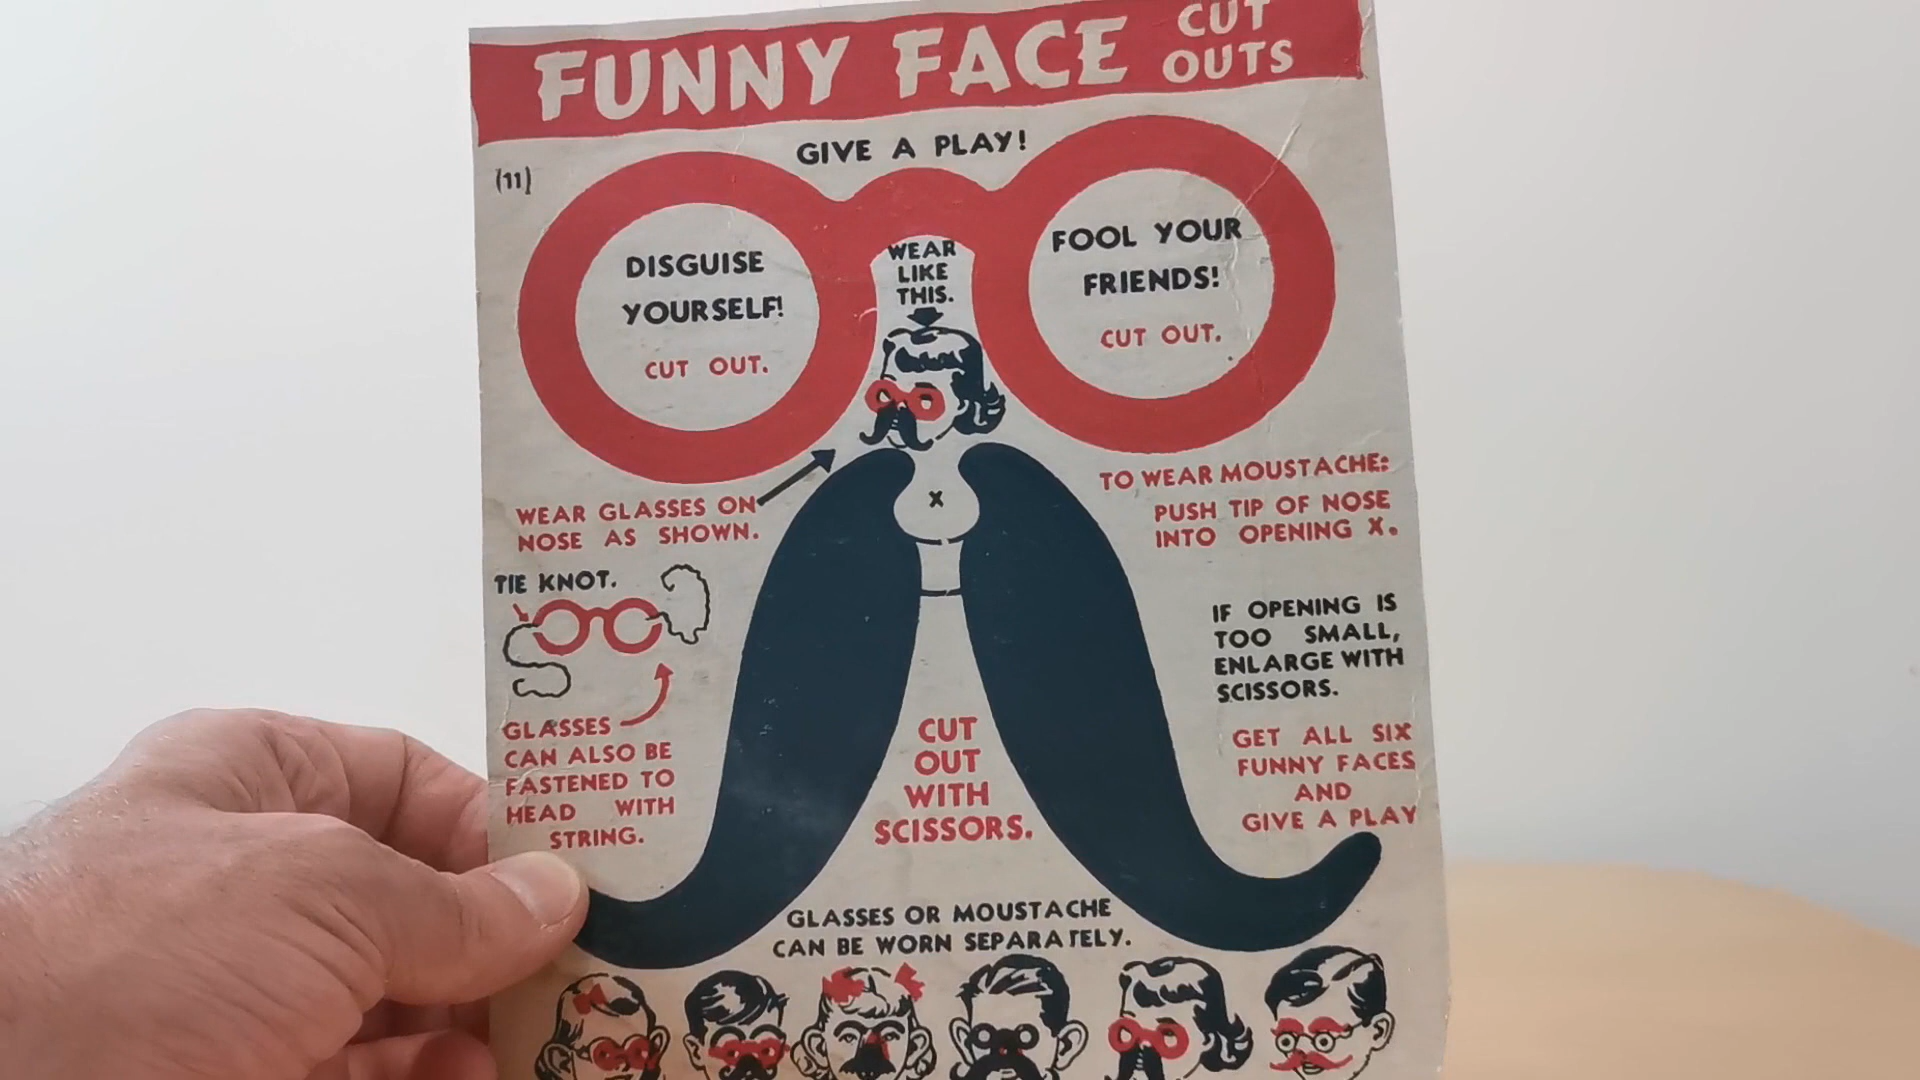 FUNNY FACE CUT OUTS
GIVE A PLAY!
(11)
DISGUISE
YOURSELF!
CUT OUT.
WEAR
LIKE
THIS.
FOOL YOUR
FRIENDS!
CUT OUT.
WEAR GLASSES ON
NOSE AS SHOWN.
X
TO WEAR MOUSTACHE:
PUSH TIP OF NOSE
INTO OPENING X.
TIE KNOT.
GLASSES
CAN ALSO BE
FASTENED TO
HEAD WITH
STRING.
IF OPENING IS
TOO SMALL,
ENLARGE WITH
SCISSORS.
CUT
OUT
WITH
SCISSORS.
GET ALL SIX
FUNNY FACES
AND
GIVE A PLAY
GLASSES OR MOUSTACHE
CAN BE WORN SEPARATELY.